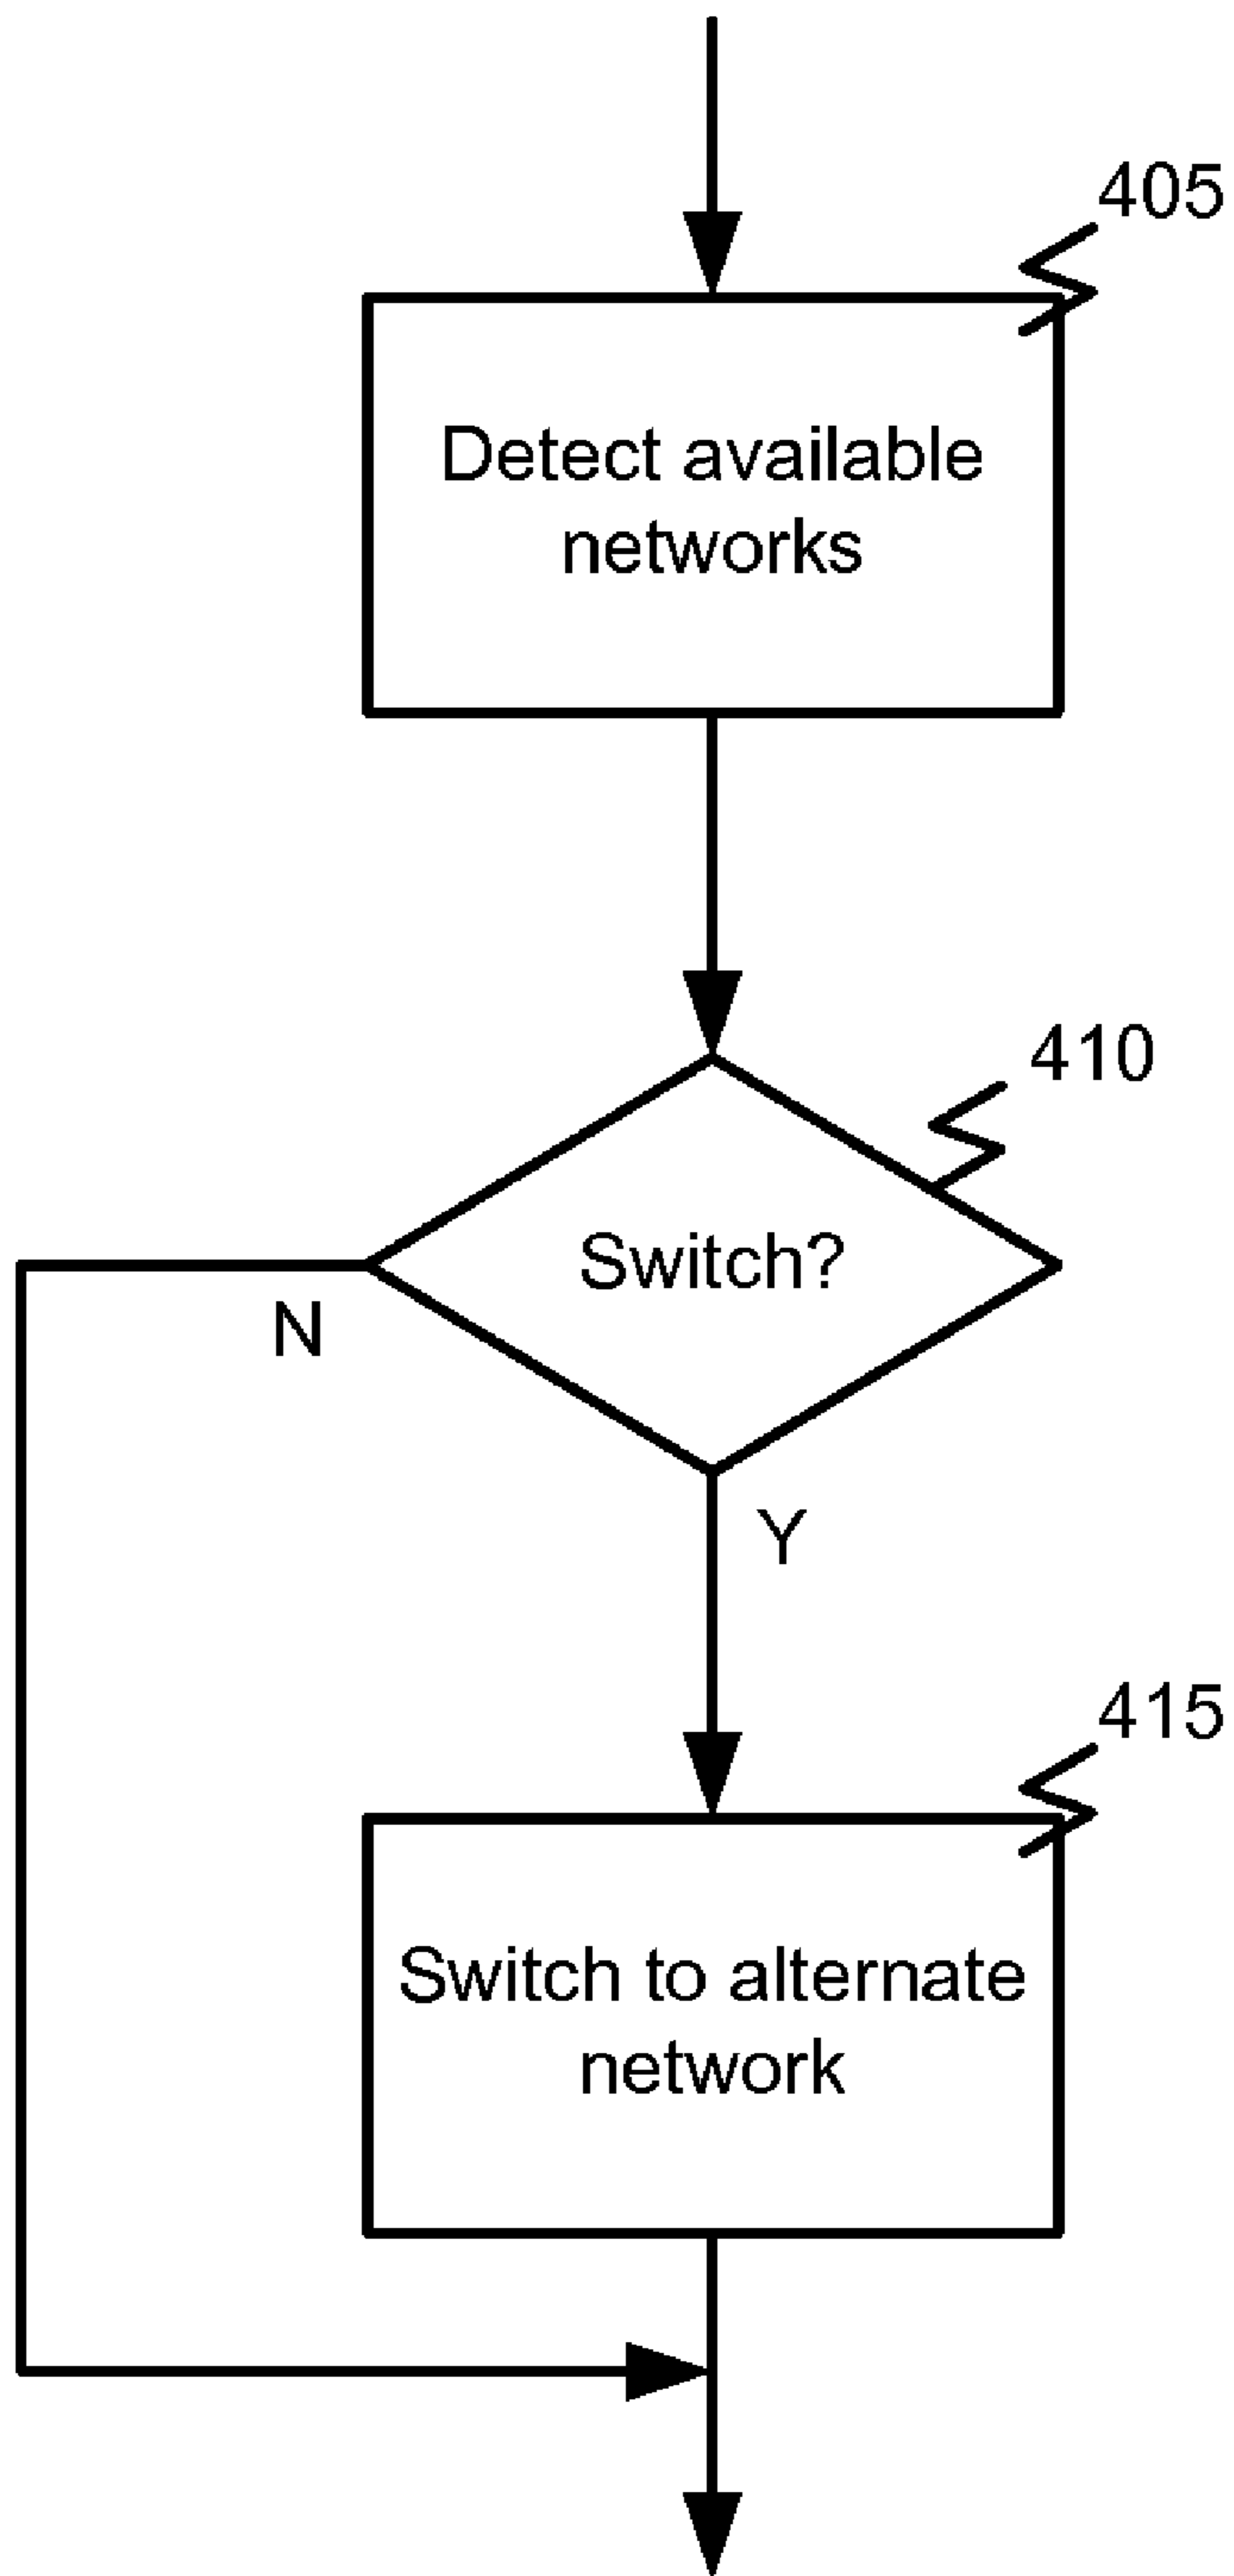 405
Detect available
networks
410
Switch?
N
Y
415
Switch to alternate
network